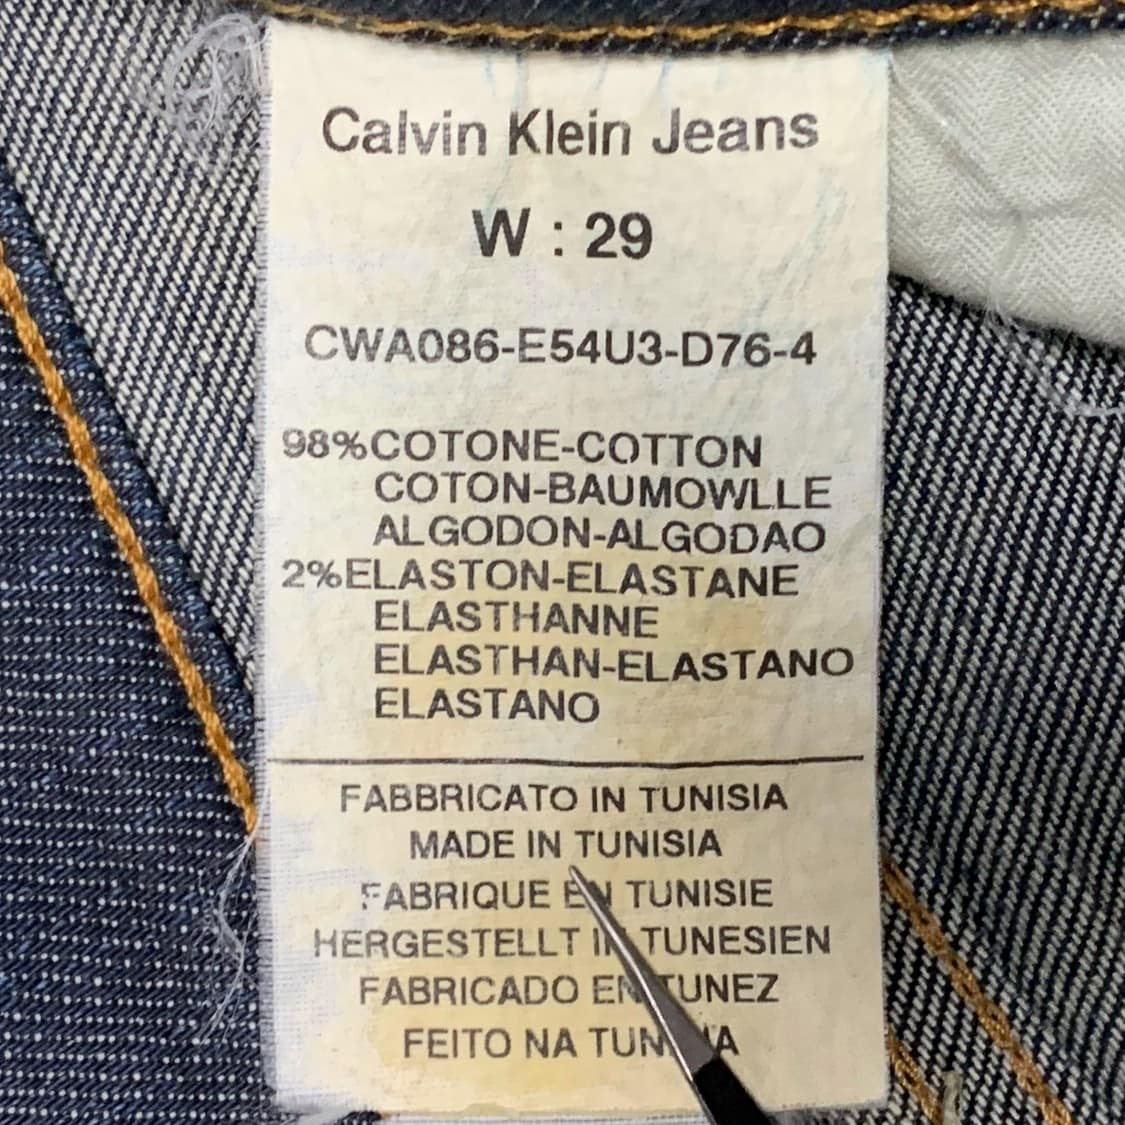 Calvin Klein Jeans
W : 29
CWA086-E54U3-D76-4
98%COTONE-COTTON
COTON-BAUMOWLLE
ALGODON-ALGODAO
2%ELASTON-ELASTANE
ELASTHANNE
ELASTHAN-ELASTANO
ELASTANO
FABBRICATO IN TUNISIA
MADE IN TUNISIA
FABRIQUE EN TUNISIE
HERGESTELLT IN TUNESIEN
FABRICADO EN TUNEZ
FEITO NA